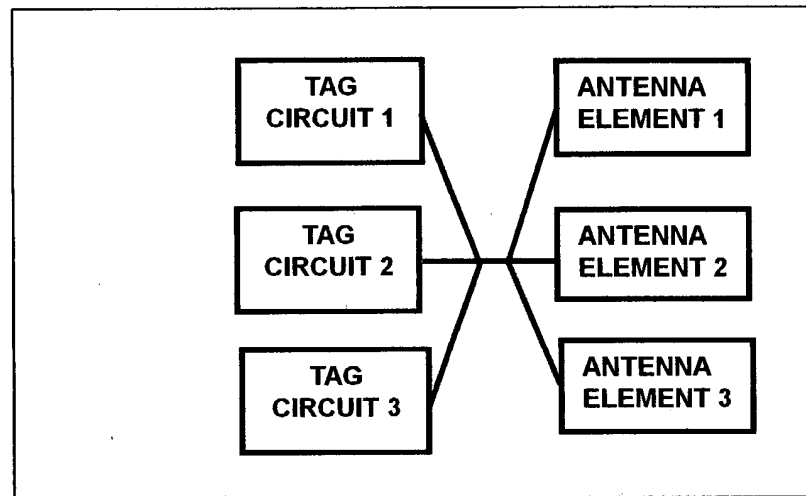 TAG
CIRCUIT 1
ANTENNA
ELEMENT 1
TAG
CIRCUIT 2
ANTENNA
ELEMENT 2
TAG
CIRCUIT 3
ANTENNA
ELEMENT 3